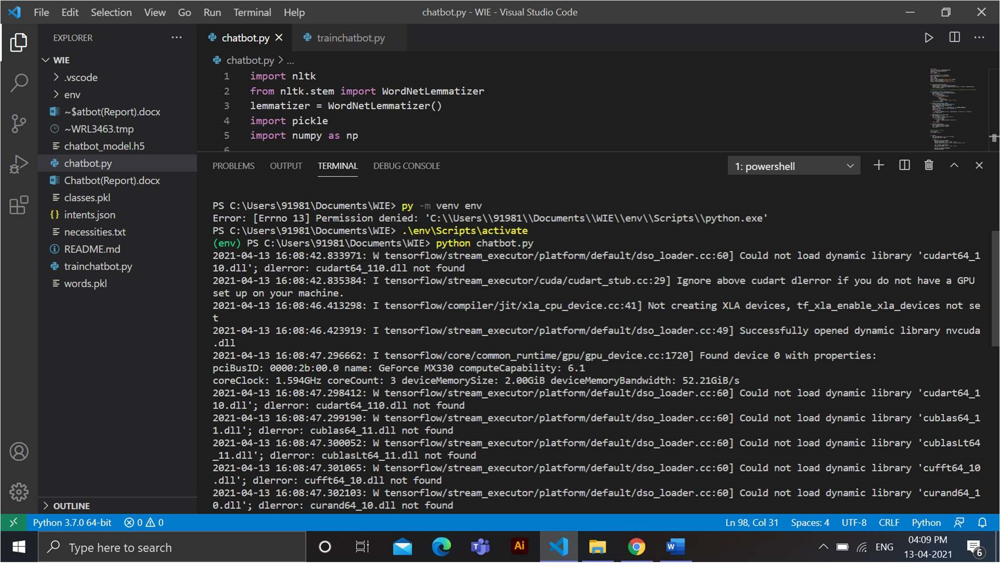 File Edit Selection View Go Run Terminal Help
chatbot.py - WIE - Visual Studio Code
EXPLORER
WIE
.vscode
env
~$atbot(Report).docx
~WRL3463.tmp
chatbot_model.h5
chatbot.py
Chatbot(Report).docx
classes.pkl
intents.json
necessities.txt
README.md
trainchatbot.py
words.pkl
OUTLINE
chatbot.py trainchatbot.py
chatbot.py > ...
1 import nltk
2 from nltk.stem import WordNetLemmatizer
3 lemmatizer = WordNetLemmatizer()
4 import pickle
5 import numpy as np
6
PROBLEMS OUTPUT TERMINAL DEBUG CONSOLE
1: powershell
PS C:\Users\91981\Documents\WIE> py -m venv env
Error: [Errno 13] Permission denied: 'C:\\Users\\91981\\Documents\\WIE\\env\\Scripts\\python.exe'
PS C:\Users\91981\Documents\WIE> .\env\Scripts\activate
(env) PS C:\Users\91981\Documents\WIE> python chatbot.py
2021-04-13 16:08:42.833971: W tensorflow/stream_executor/platform/default/dso_loader.cc:60] Could not load dynamic library 'cudart64_1
10.dll'; dlerror: cudart64_110.dll not found
2021-04-13 16:08:42.835384: I tensorflow/stream_executor/cuda/cudart_stub.cc:29] Ignore above cudart dlerror if you do not have a GPU
set up on your machine.
2021-04-13 16:08:46.413298: I tensorflow/compiler/jit/xla_cpu_device.cc:41] Not creating XLA devices, tf_xla_enable_xla_devices not se
t
2021-04-13 16:08:46.423919: I tensorflow/stream_executor/platform/default/dso_loader.cc:49] Successfully opened dynamic library nvcuda
.dll
2021-04-13 16:08:47.296662: I tensorflow/core/common_runtime/gpu/gpu_device.cc:1720] Found device 0 with properties:
pciBusID: 0000:2b:00.0 name: GeForce MX330 computeCapability: 6.1
coreClock: 1.594GHz coreCount: 3 deviceMemorySize: 2.00GiB deviceMemoryBandwidth: 52.21GiB/s
2021-04-13 16:08:47.298412: W tensorflow/stream_executor/platform/default/dso_loader.cc:60] Could not load dynamic library 'cudart64_1
10.dll'; dlerror: cudart64_110.dll not found
2021-04-13 16:08:47.299190: W tensorflow/stream_executor/platform/default/dso_loader.cc:60] Could not load dynamic library 'cublas64_1
1.dll'; dlerror: cublas64_11.dll not found
2021-04-13 16:08:47.300052: W tensorflow/stream_executor/platform/default/dso_loader.cc:60] Could not load dynamic library 'cublasLt64
_11.dll'; dlerror: cublasLt64_11.dll not found
2021-04-13 16:08:47.301065: W tensorflow/stream_executor/platform/default/dso_loader.cc:60] Could not load dynamic library 'cufft64_10
.dll'; dlerror: cufft64_10.dll not found
2021-04-13 16:08:47.302103: W tensorflow/stream_executor/platform/default/dso_loader.cc:60] Could not load dynamic library 'curand64_1
0.dll'; dlerror: curand64_10.dll not found
Python 3.7.0 64-bit 0 0 Ln 98, Col 31 Spaces: 4 UTF-8 CRLF Python
Type here to search
Ai
ENG
04:09 PM
13-04-2021
6